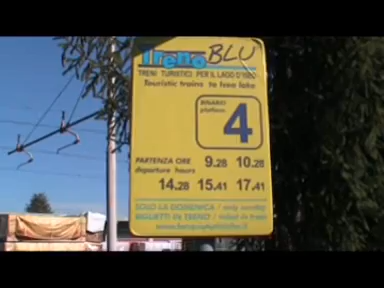 Treno BLU
TRENI TURISTICI PER IL LAGO D'ISEO
Touristic trains to Iseo lake
BINARIO
platform
4
PARTENZA ORE 9.28 10.28
departure hours
14.28 15.41 17.41
SOLO LA DOMENICA / only sunday
BIGLIETTI IN TRENO / ticket in train